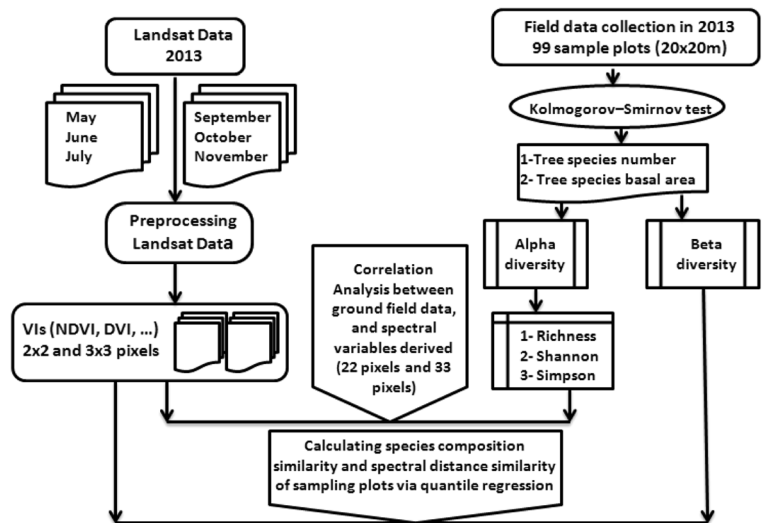 Landsat Data
2013
May
June
July
September
October
November
Preprocessing
Landsat Data
VIs (NDVI, DVI, ...)
2x2 and 3x3 pixels
Field data collection in 2013
99 sample plots (20x20m)
Kolmogorov–Smirnov test
1-Tree species number
2- Tree species basal area
Alpha
diversity
Beta
diversity
1- Richness
2- Shannon
3- Simpson
Correlation
Analysis between
ground field data,
and spectral
variables derived
(22 pixels and 33
pixels)
Calculating species composition
similarity and spectral distance similarity
of sampling plots via quantile regression